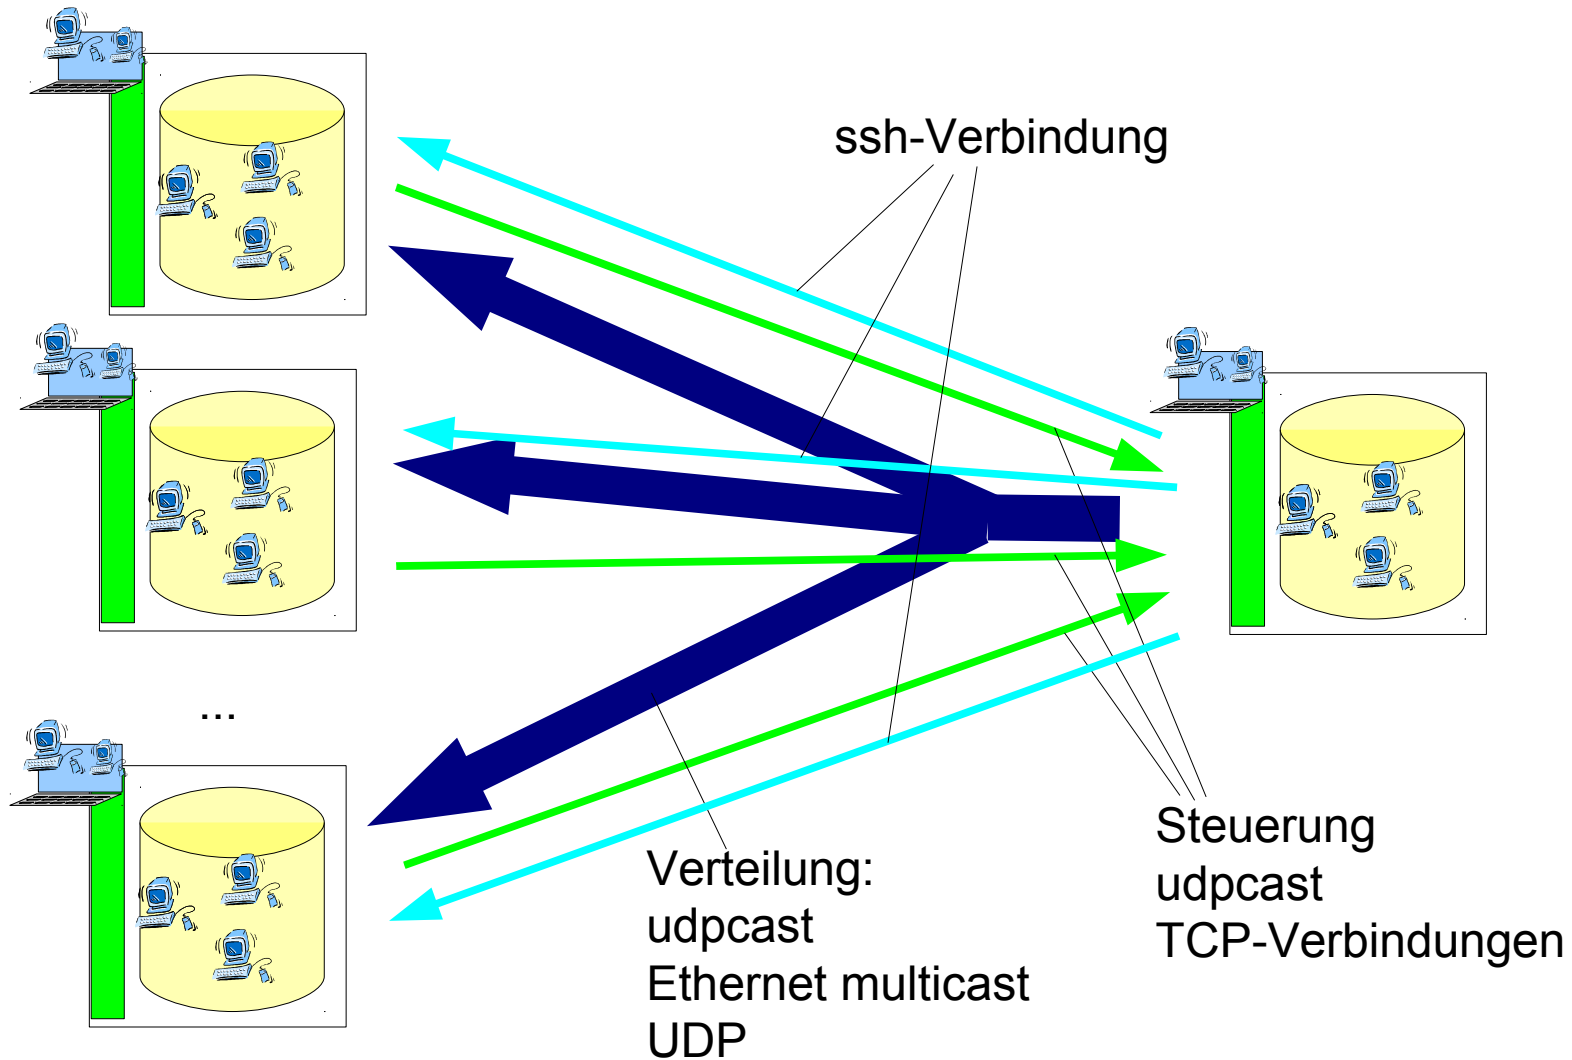 ssh-Verbindung
...
Verteilung:
udpcast
Ethernet multicast
UDP
Steuerung
udpcast
TCP-Verbindungen